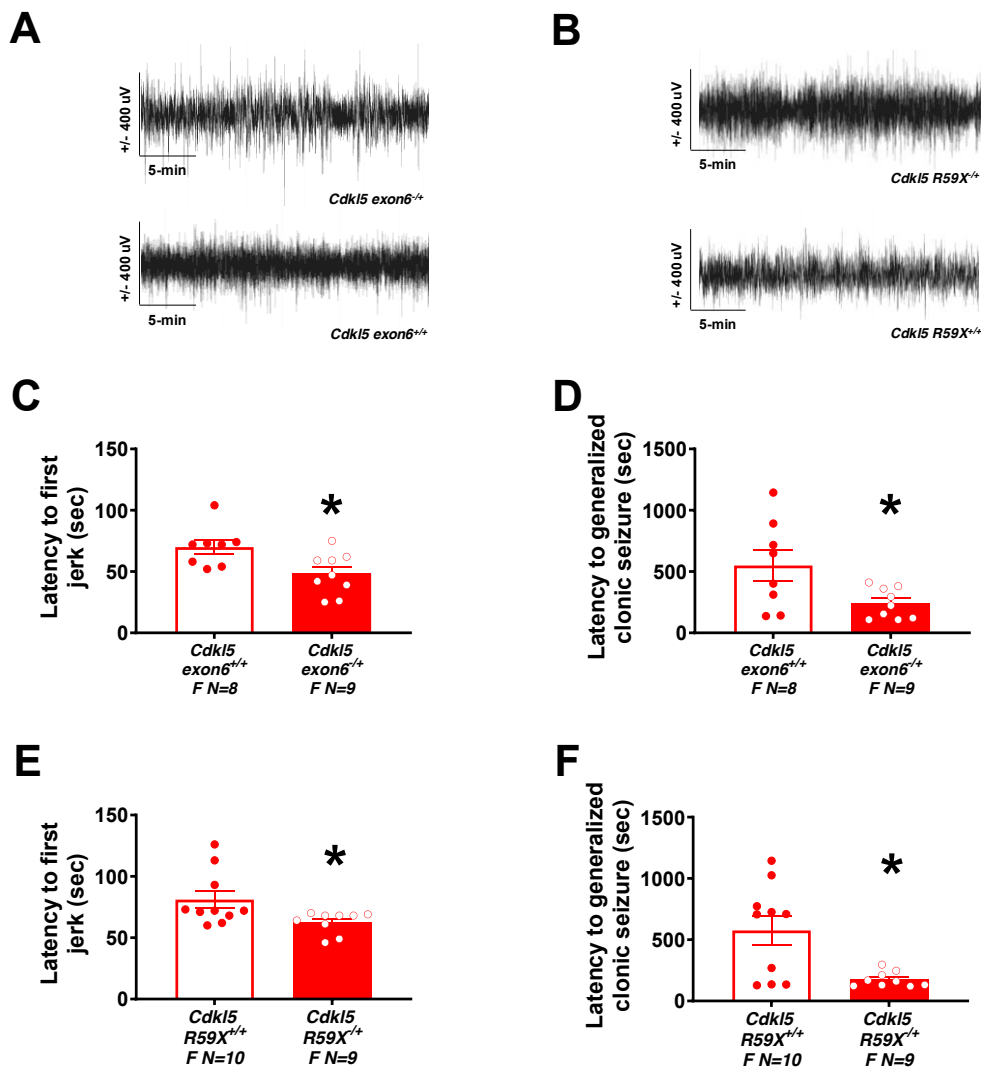 A
+/- 400 uV
5-min
Cdkl5 exon6-/+
+/- 400 uV
5-min
Cdkl5 exon6+/+
B
+/- 400 uV
5-min
Cdkl5 R59X-/+
+/- 400 uV
5-min
Cdkl5 R59X+/+
C
Latency to first
jerk (sec)
150
100
50
0
*
Cdkl5
exon6+/+
F N=8
Cdkl5
exon6-/+
F N=9
D
Latency to generalized
clonic seizure (sec)
1500
1000
500
0
*
Cdkl5
exon6+/+
F N=8
Cdkl5
exon6-/+
F N=9
E
Latency to first
jerk (sec)
150
100
50
0
*
Cdkl5
R59X+/+
F N=10
Cdkl5
R59X-/+
F N=9
F
Latency to generalized
clonic seizure (sec)
1500
1000
500
0
*
Cdkl5
R59X+/+
F N=10
Cdkl5
R59X-/+
F N=9